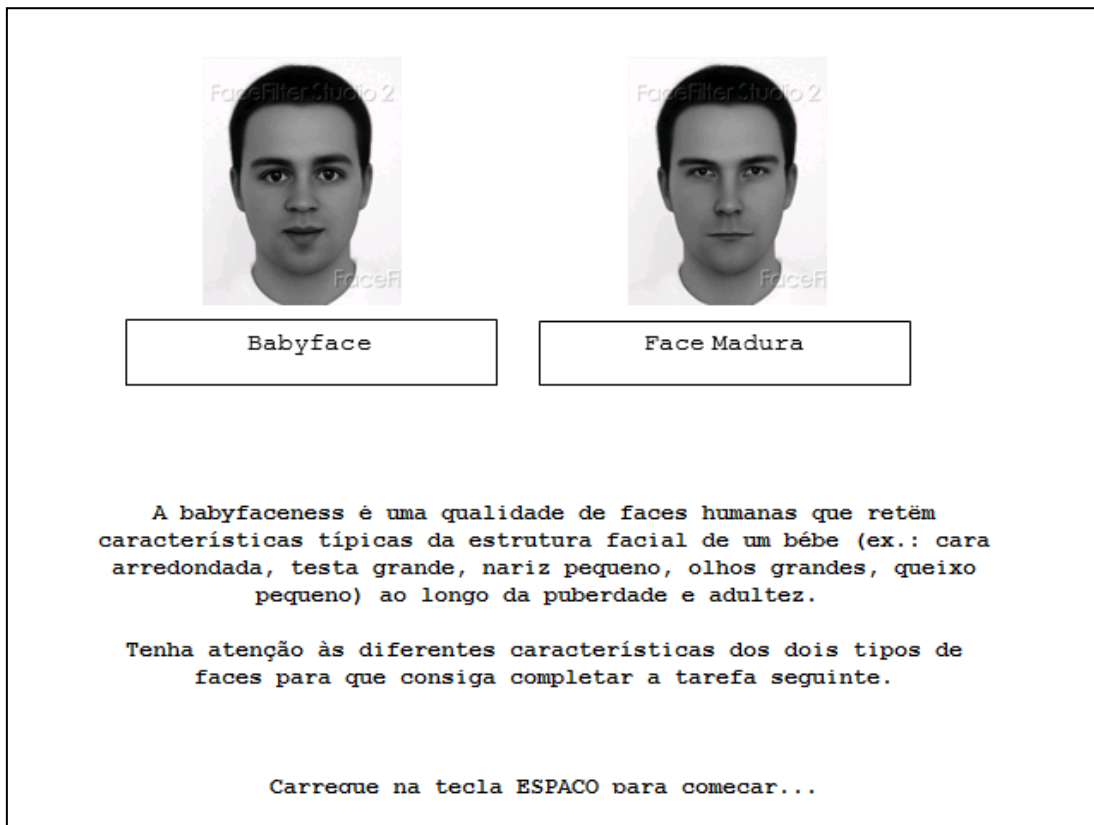 FaceFilter Studio 2
FaceFilter Studio 2
FaceFi
FaceFi
Babyface
Face Madura
A babyfaceness é uma qualidade de faces humanas que retêm
características típicas da estrutura facial de um bébe (ex.: cara
arredondada, testa grande, nariz pequeno, olhos grandes, queixo
pequeno) ao longo da puberdade e adultez.
Tenha atenção às diferentes características dos dois tipos de
faces para que consiga completar a tarefa seguinte.
Carregue na tecla ESPACO para comecar...